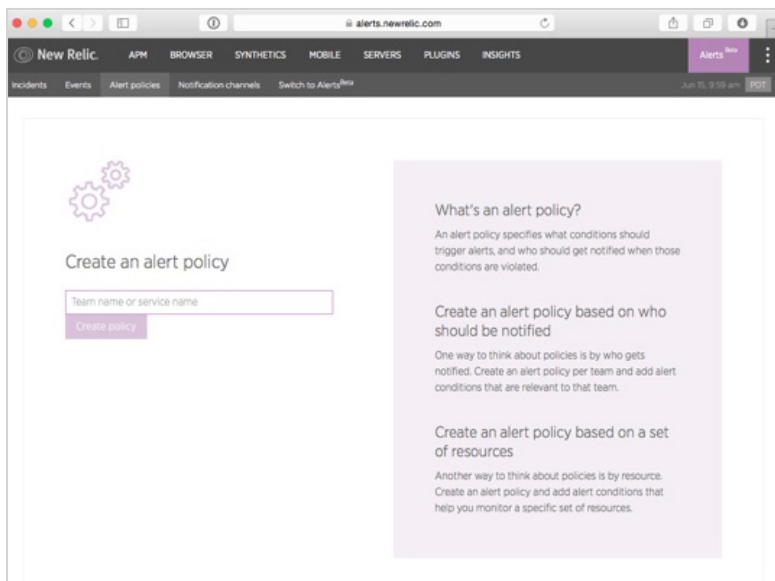 alerts.newrelic.com
New Relic. APM BROWSER SYNTHETICS MOBILE SERVERS PLUGINS INSIGHTS Alerts Beta
Incidents Events Alert policies Notification channels Switch to Alerts Beta Jun 15, 9:59 am PDT
Create an alert policy
Team name or service name
Create policy
What's an alert policy?
An alert policy specifies what conditions should
trigger alerts, and who should get notified when those
conditions are violated.
Create an alert policy based on who
should be notified
One way to think about policies is by who gets
notified. Create an alert policy per team and add alert
conditions that are relevant to that team.
Create an alert policy based on a set
of resources
Another way to think about policies is by resource.
Create an alert policy and add alert conditions that
help you monitor a specific set of resources.